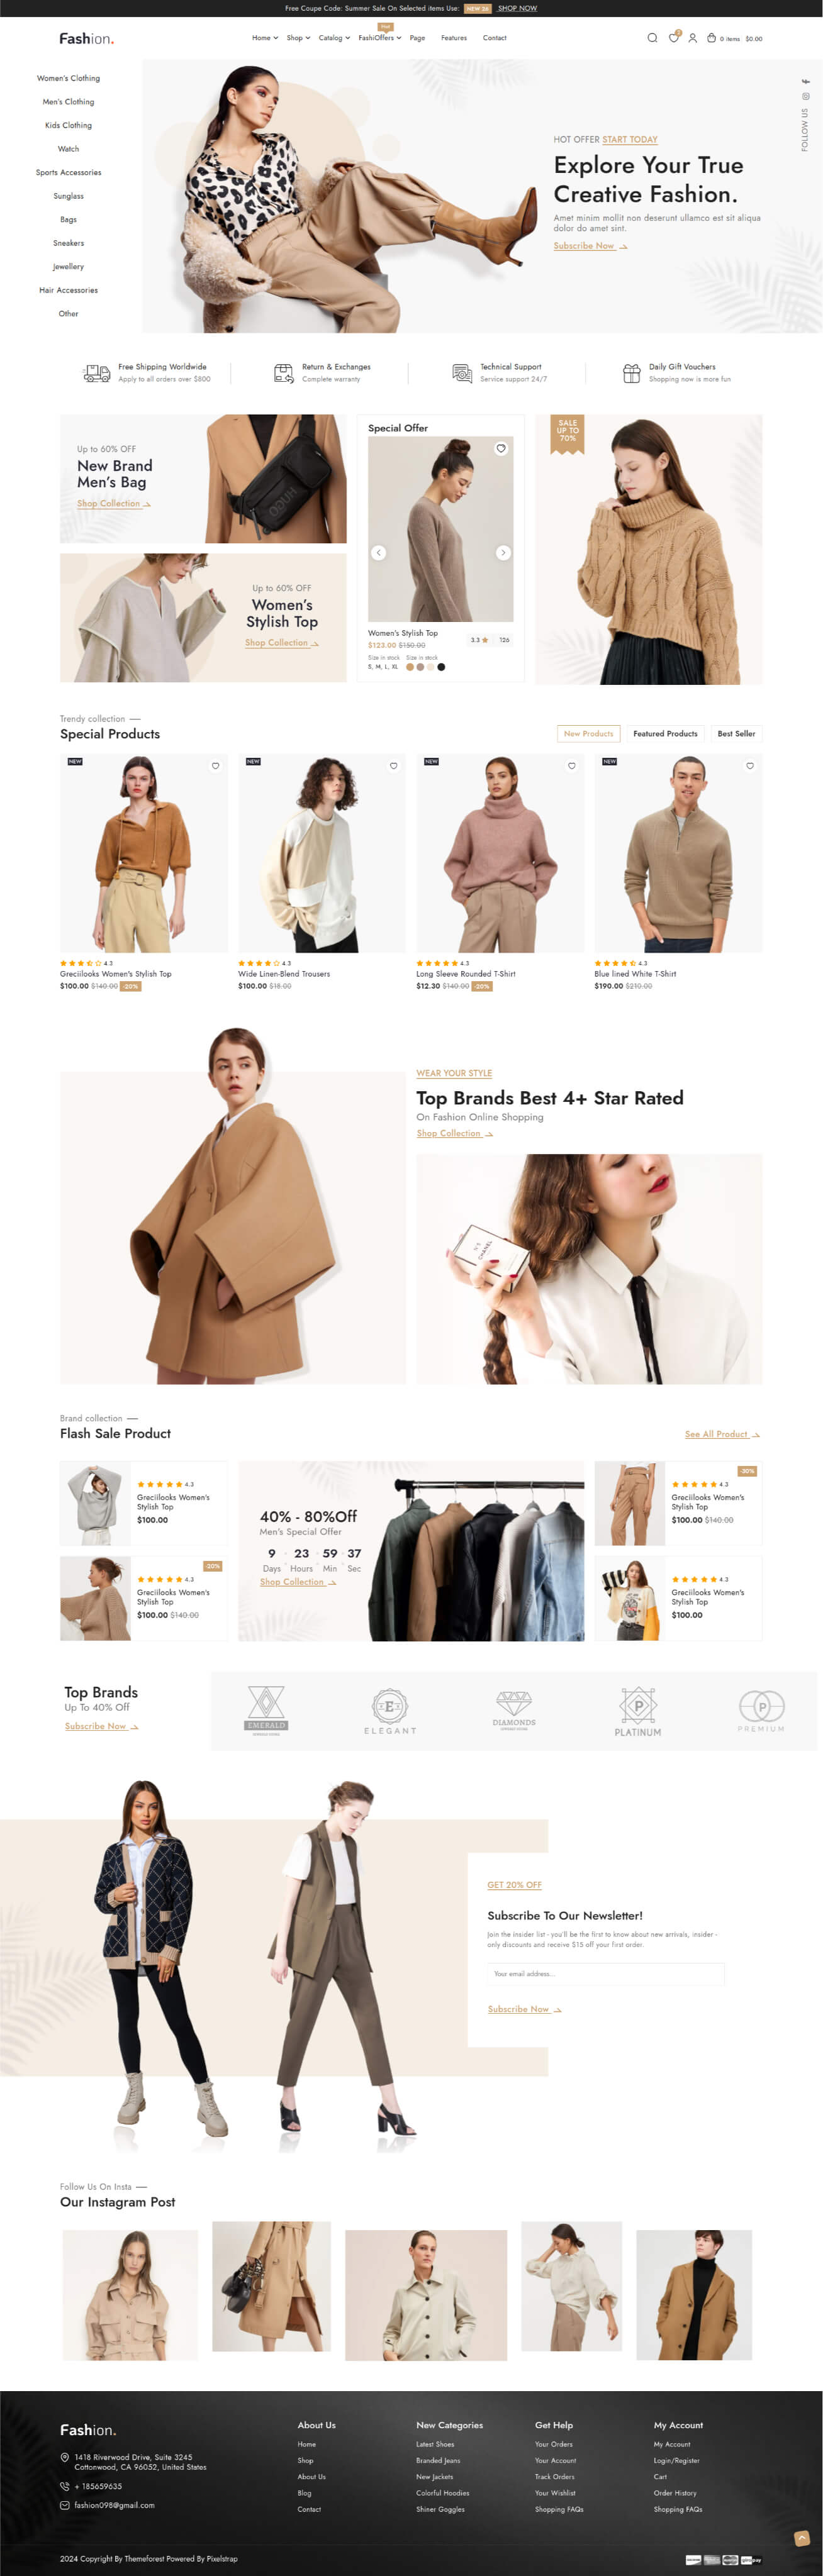 Free Coupe Code: Summer Sale On Selected items Use: NEW 26 SHOP NOW
Fashion.
Hot
Home Shop Catalog FashiOffers Page Features Contact
0 items $0.00
Women's Clothing
Men's Clothing
Kids Clothing
Watch
Sports Accessories
Sunglass
Bags
Sneakers
Jewellery
Hair Accessories
Other
FOLLOW US
HOT OFFER START TODAY
Explore Your True
Creative Fashion.
Amet minim mollit non deserunt ullamco est sit aliqua
dolor do amet sint.
Subscribe Now
Free Shipping Worldwide
Apply to all orders over $800
Return & Exchanges
Complete warranty
Technical Support
Service support 24/7
Daily Gift Vouchers
Shopping now is more fun
Up to 60% OFF
New Brand
Men's Bag
Shop Collection
HUGO
Up to 60% OFF
Women's
Stylish Top
Shop Collection
Special Offer
Women's Stylish Top
$123.00 $150.00
3.3 126
Size in stock Size in stock
S, M, L, XL
SALE
UP TO
70%
Trendy collection
Special Products
New Products
Featured Products
Best Seller
NEW
NEW
NEW
NEW
4.3
Greciilooks Women's Stylish Top
$100.00 $140.00 -20%
4.3
Wide Linen-Blend Trousers
$100.00 $18.00
4.3
Long Sleeve Rounded T-Shirt
$12.30 $140.00 -20%
4.3
Blue lined White T-Shirt
$190.00 $210.00
WEAR YOUR STYLE
Top Brands Best 4+ Star Rated
On Fashion Online Shopping
Shop Collection
N°5
CHANEL
Brand collection
Flash Sale Product
See All Product
4.3
Greciilooks Women's
Stylish Top
$100.00
-20%
4.3
Greciilooks Women's
Stylish Top
$100.00 $140.00
40% - 80%Off
Men's Special Offer
9 : 23 : 59 : 37
Days Hours Min Sec
Shop Collection
-30%
4.3
Greciilooks Women's
Stylish Top
$100.00 $140.00
4.3
Greciilooks Women's
Stylish Top
$100.00
Top Brands
Up To 40% Off
Subscribe Now
EMERALD
E
ELEGANT
DIAMONDS
P
PLATINUM
P
PREMIUM
GET 20% OFF
Subscribe To Our Newsletter!
Join the insider list - you'll be the first to know about new arrivals, insider -
only discounts and receive $15 off your first order.
Your email address...
Subscribe Now
Follow Us On Insta
Our Instagram Post
Fashion.
1418 Riverwood Drive, Suite 3245
Cottonwood, CA 96052, United States
+ 185659635
fashion098@gmail.com
About Us
Home
Shop
About Us
Blog
Contact
New Categories
Latest Shoes
Branded Jeans
New Jackets
Colorful Hoodies
Shiner Goggles
Get Help
Your Orders
Your Account
Track Orders
Your Wishlist
Shopping FAQs
My Account
My Account
Login/Register
Cart
Order History
Shopping FAQs
2024 Copyright By Themeforest Powered By Pixelstrap